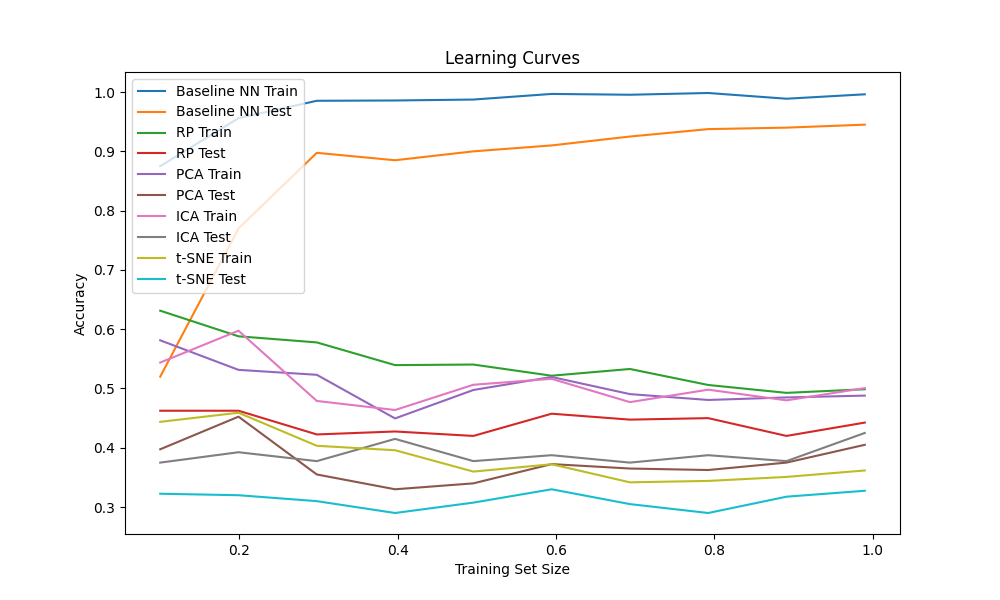 Learning Curves
Baseline NN Train
Baseline NN Test
RP Train
RP Test
PCA Train
PCA Test
ICA Train
ICA Test
t-SNE Train
t-SNE Test
Accuracy
1.0
0.9
0.8
0.7
0.6
0.5
0.4
0.3
0.2 0.4 0.6 0.8 1.0
Training Set Size